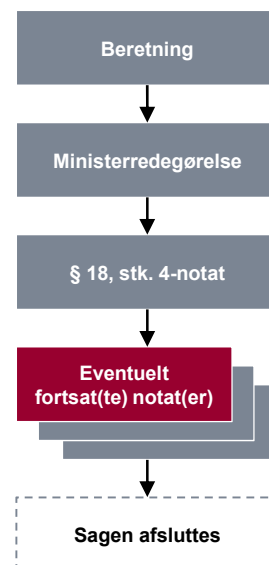 Beretning
Ministerredegørelse
§ 18, stk. 4-notat
Eventuelt
fortsat(te) notat(er)
Sagen afsluttes